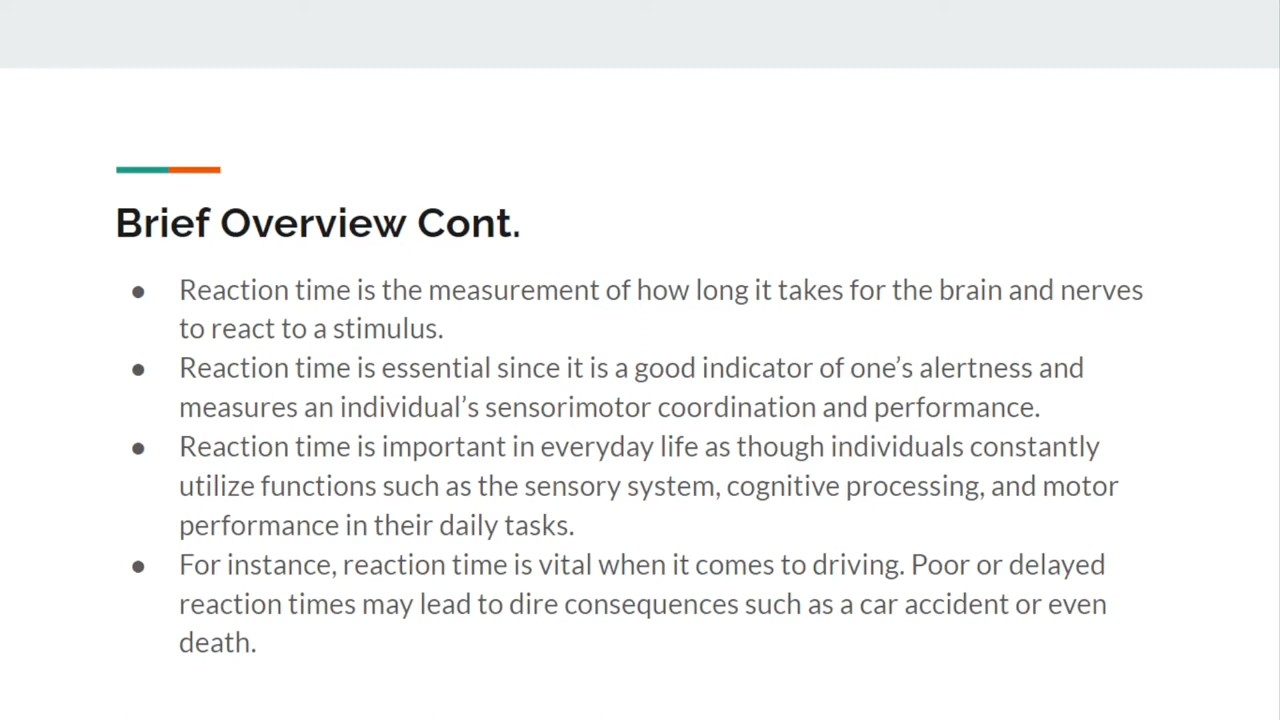 Brief Overview Cont.
● Reaction time is the measurement of how long it takes for the brain and nerves
to react to a stimulus.
● Reaction time is essential since it is a good indicator of one’s alertness and
measures an individual’s sensorimotor coordination and performance.
● Reaction time is important in everyday life as though individuals constantly
utilize functions such as the sensory system, cognitive processing, and motor
performance in their daily tasks.
● For instance, reaction time is vital when it comes to driving. Poor or delayed
reaction times may lead to dire consequences such as a car accident or even
death.